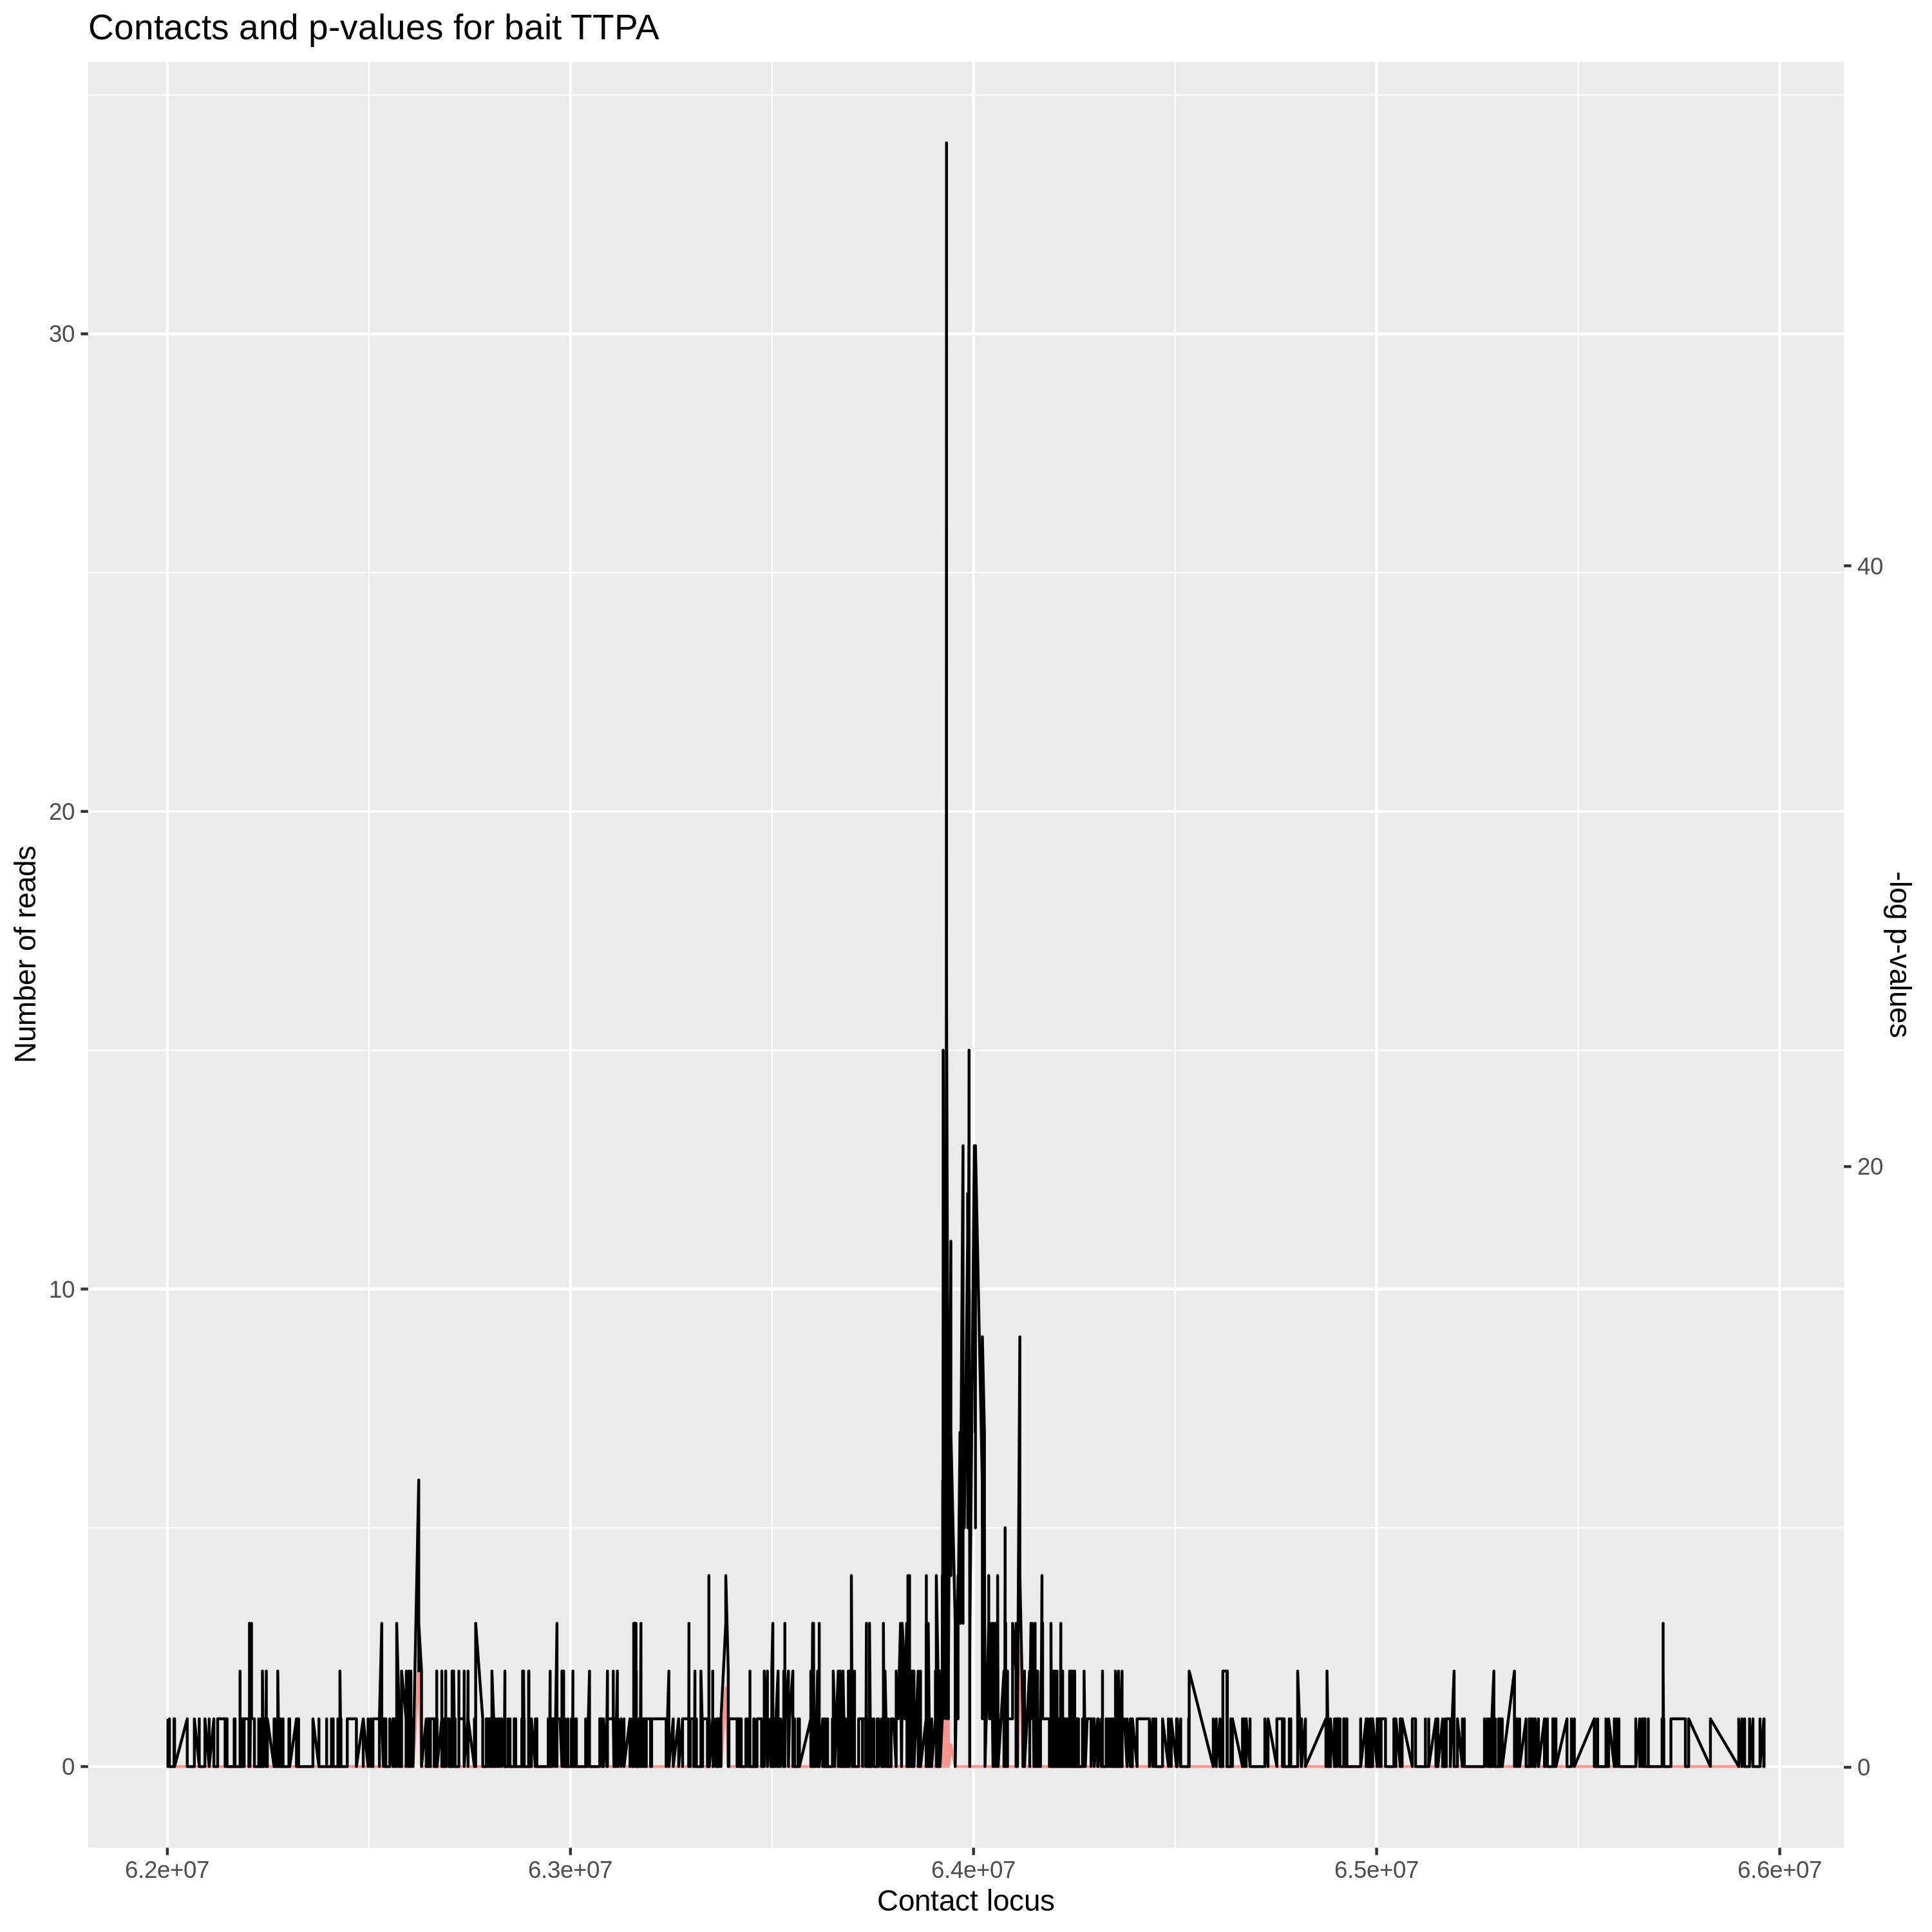 Contacts and p-values for bait TTPA
30
20
10
0
Number of reads
40
20
0
-log p-values
6.2e+07 6.3e+07 6.4e+07 6.5e+07 6.6e+07
Contact locus